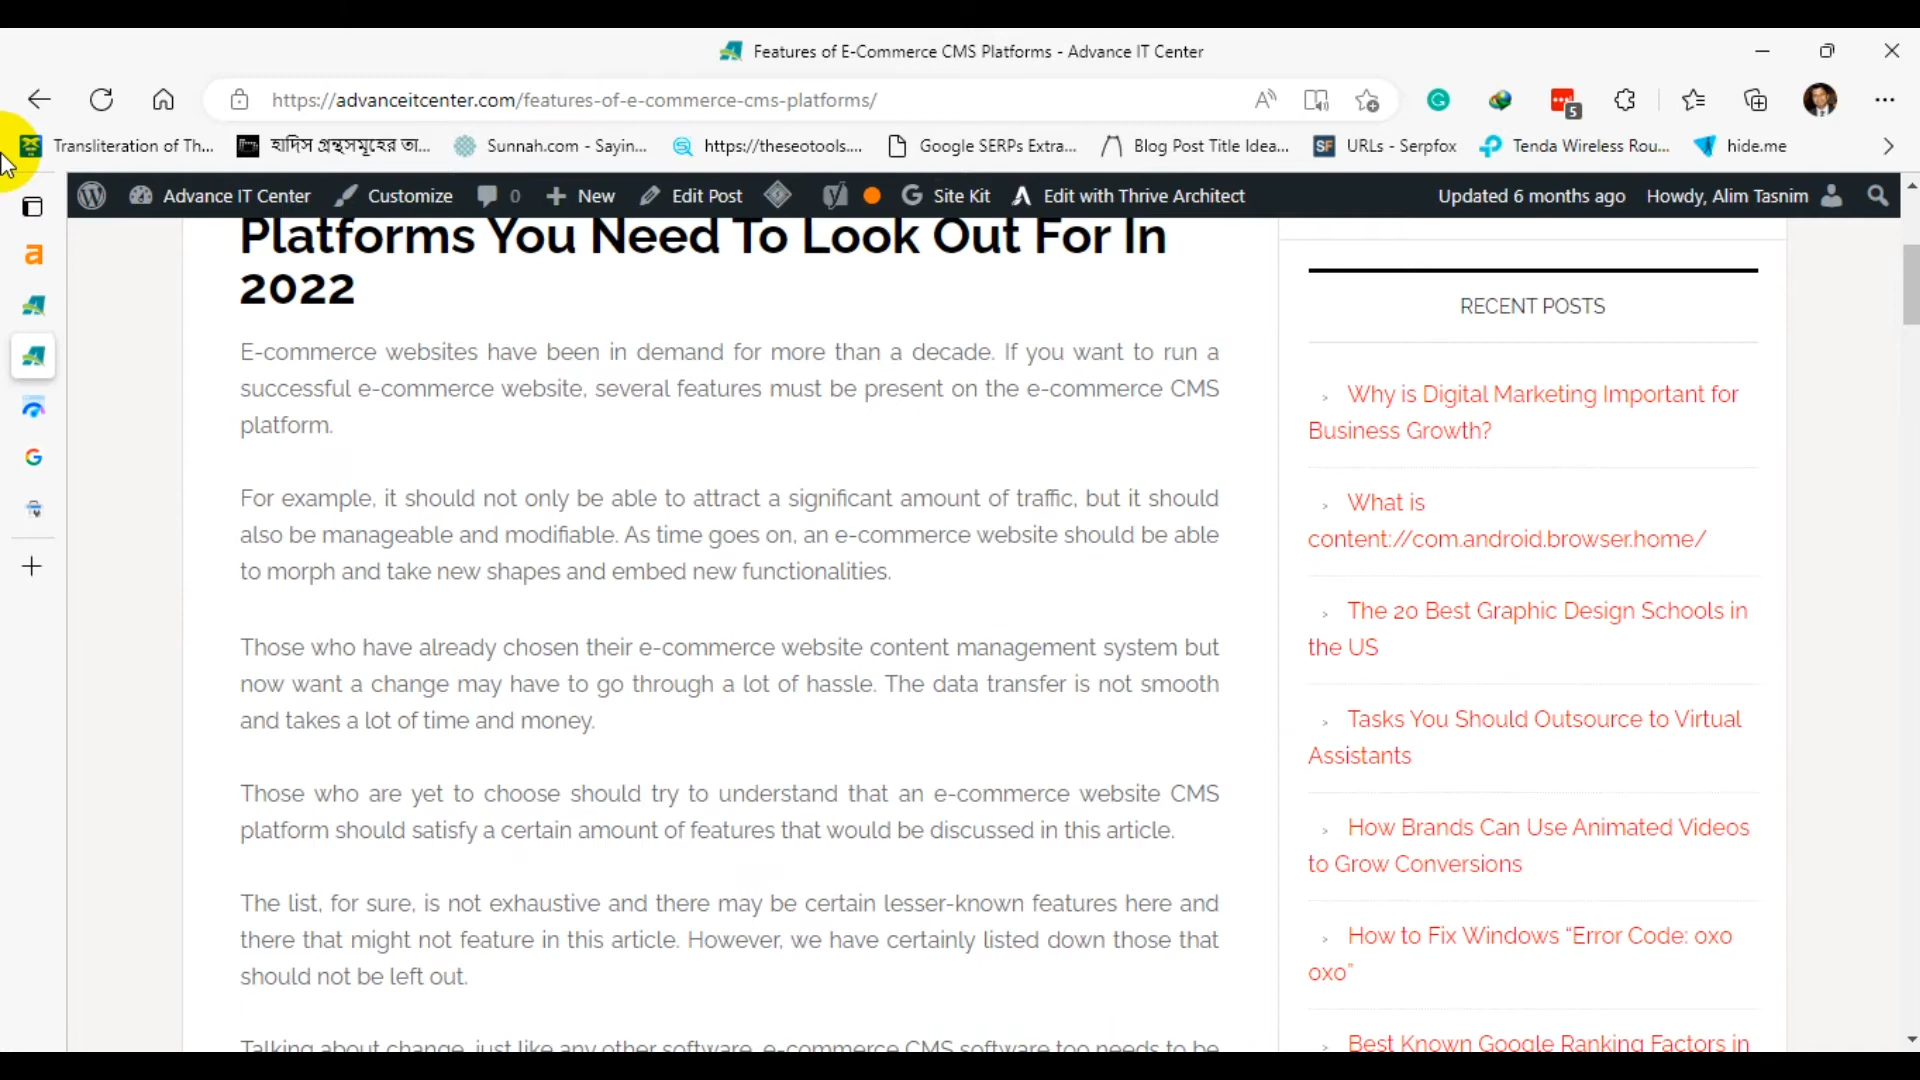 Features of E-Commerce CMS Platforms - Advance IT Center
https://advanceitcenter.com/features-of-e-commerce-cms-platforms/
5
Transliteration of Th...
হাদিস গ্রন্থসমূহের তা...
Sunnah.com - Sayin...
https://theseotools....
Google SERPs Extra...
Blog Post Title Idea...
SF
URLs - Serpfox
Tenda Wireless Rou...
hide.me
Advance IT Center
Customize
0
New
Edit Post
Site Kit
Edit with Thrive Architect
Updated 6 months ago
Howdy, Alim Tasnim
Platforms You Need To Look Out For In
2022
E-commerce websites have been in demand for more than a decade. If you want to run a
successful e-commerce website, several features must be present on the e-commerce CMS
platform.
For example, it should not only be able to attract a significant amount of traffic, but it should
also be manageable and modifiable. As time goes on, an e-commerce website should be able
to morph and take new shapes and embed new functionalities.
Those who have already chosen their e-commerce website content management system but
now want a change may have to go through a lot of hassle. The data transfer is not smooth
and takes a lot of time and money.
Those who are yet to choose should try to understand that an e-commerce website CMS
platform should satisfy a certain amount of features that would be discussed in this article.
The list, for sure, is not exhaustive and there may be certain lesser-known features here and
there that might not feature in this article. However, we have certainly listed down those that
should not be left out.
Talking about change, just like any other software, e-commerce CMS software too needs to be
RECENT POSTS
Why is Digital Marketing Important for
Business Growth?
What is
content://com.android.browser.home/
The 20 Best Graphic Design Schools in
the US
Tasks You Should Outsource to Virtual
Assistants
How Brands Can Use Animated Videos
to Grow Conversions
How to Fix Windows “Error Code: 0x0
0x0”
Best Known Google Ranking Factors in